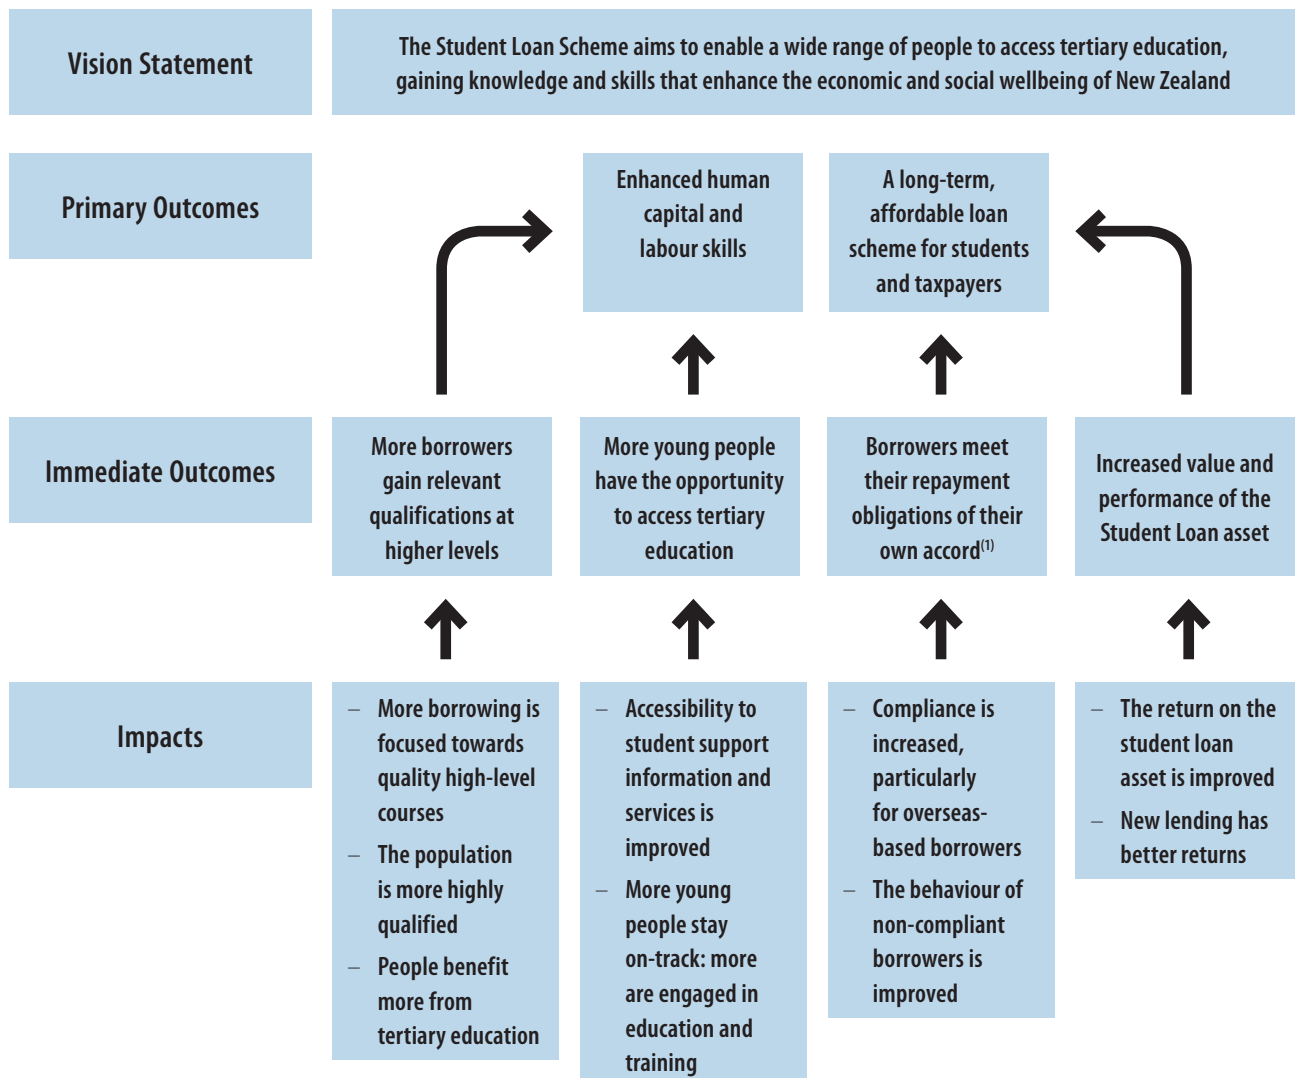 Vision Statement
The Student Loan Scheme aims to enable a wide range of people to access tertiary education,
gaining knowledge and skills that enhance the economic and social wellbeing of New Zealand
Primary Outcomes
Enhanced human
capital and
labour skills
A long-term,
affordable loan
scheme for students
and taxpayers
Immediate Outcomes
More borrowers
gain relevant
qualifications at
higher levels
More young people
have the opportunity
to access tertiary
education
Borrowers meet
their repayment
obligations of their
own accord(1)
Increased value and
performance of the
Student Loan asset
Impacts
– More borrowing is
focused towards
quality high-level
courses
– The population
is more highly
qualified
– People benefit
more from
tertiary education
– Accessibility to
student support
information and
services is
improved
– More young
people stay
on-track: more
are engaged in
education and
training
– Compliance is
increased,
particularly
for overseas-
based borrowers
– The behaviour of
non-compliant
borrowers is
improved
– The return on the
student loan
asset is improved
– New lending has
better returns